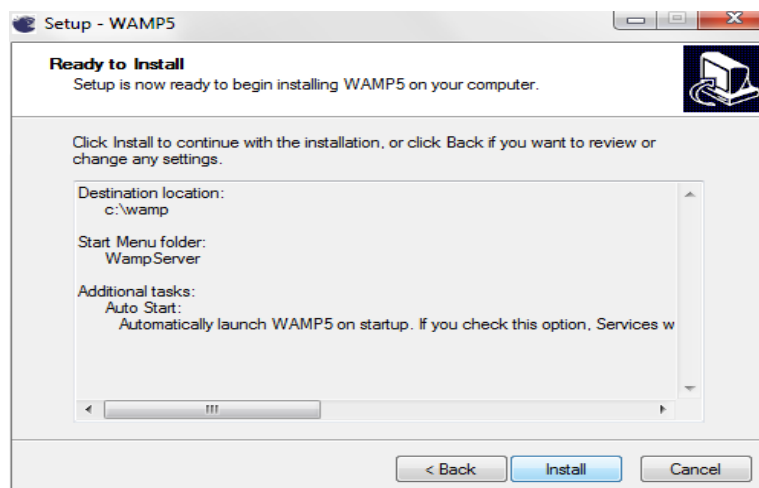 Setup - WAMP5
Ready to Install
Setup is now ready to begin installing WAMP5 on your computer.
Click Install to continue with the installation, or click Back if you want to review or
change any settings.
Destination location:
c:\wamp
Start Menu folder:
WampServer
Additional tasks:
Auto Start:
Automatically launch WAMP5 on startup. If you check this option, Services w
< Back
Install
Cancel